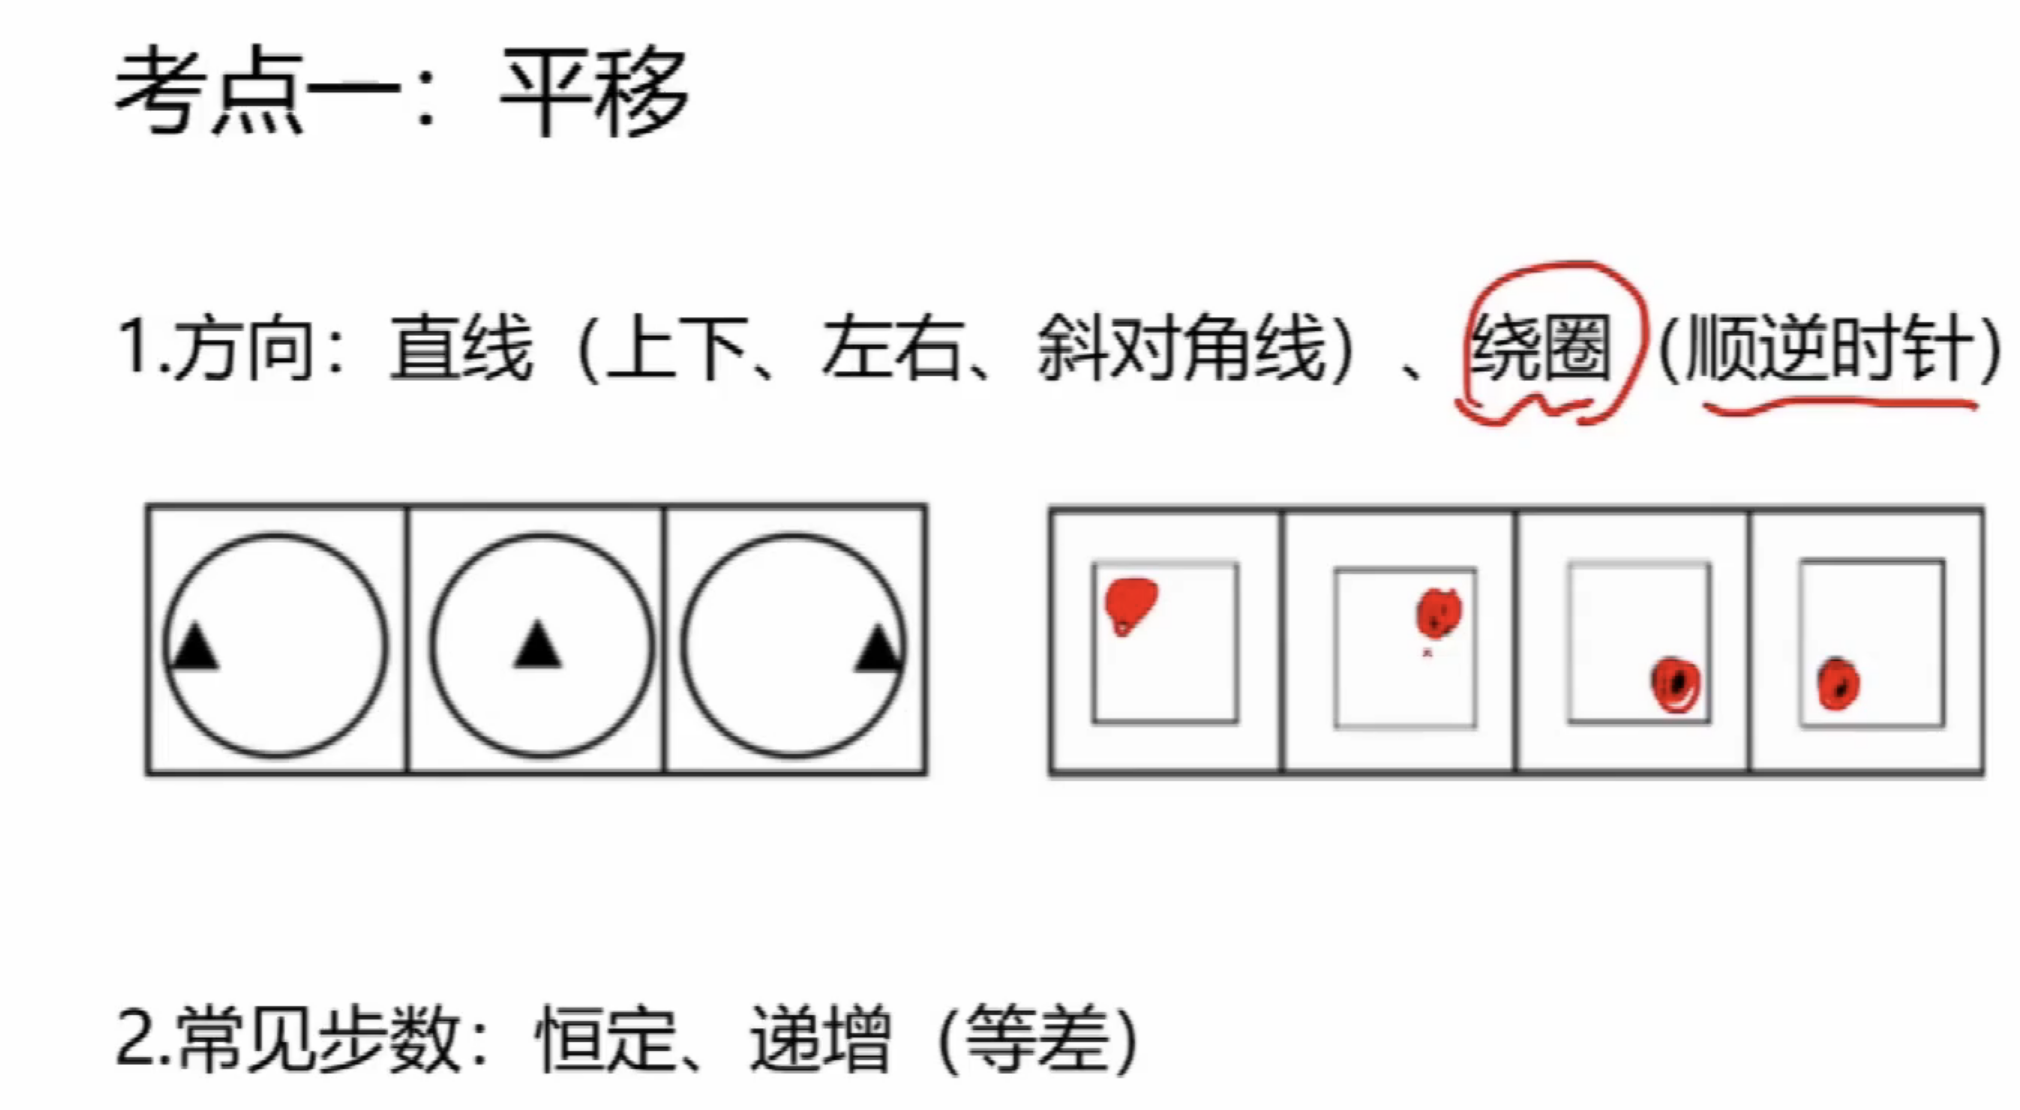 考点一：平移
1.方向：直线（上下、左右、斜对角线）、绕圈（顺逆时针）
2.常见步数：恒定、递增（等差）